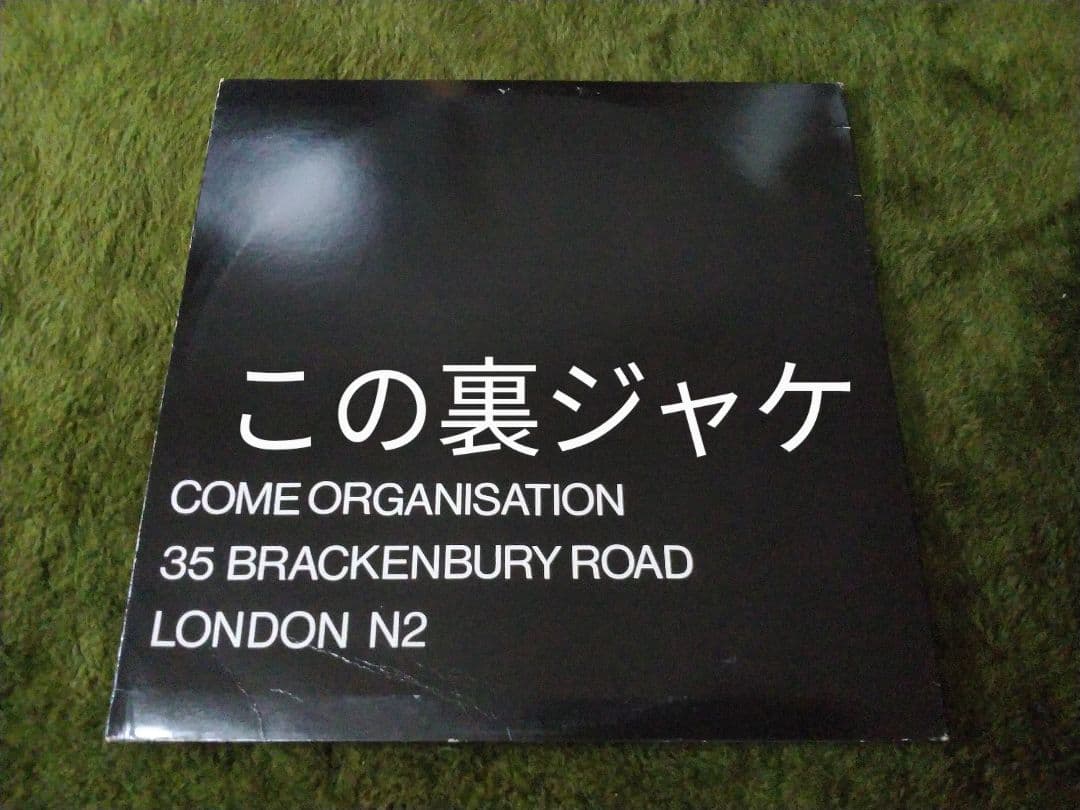 この裏ジャケ
COME ORGANISATION
35 BRACKENBURY ROAD
LONDON N2